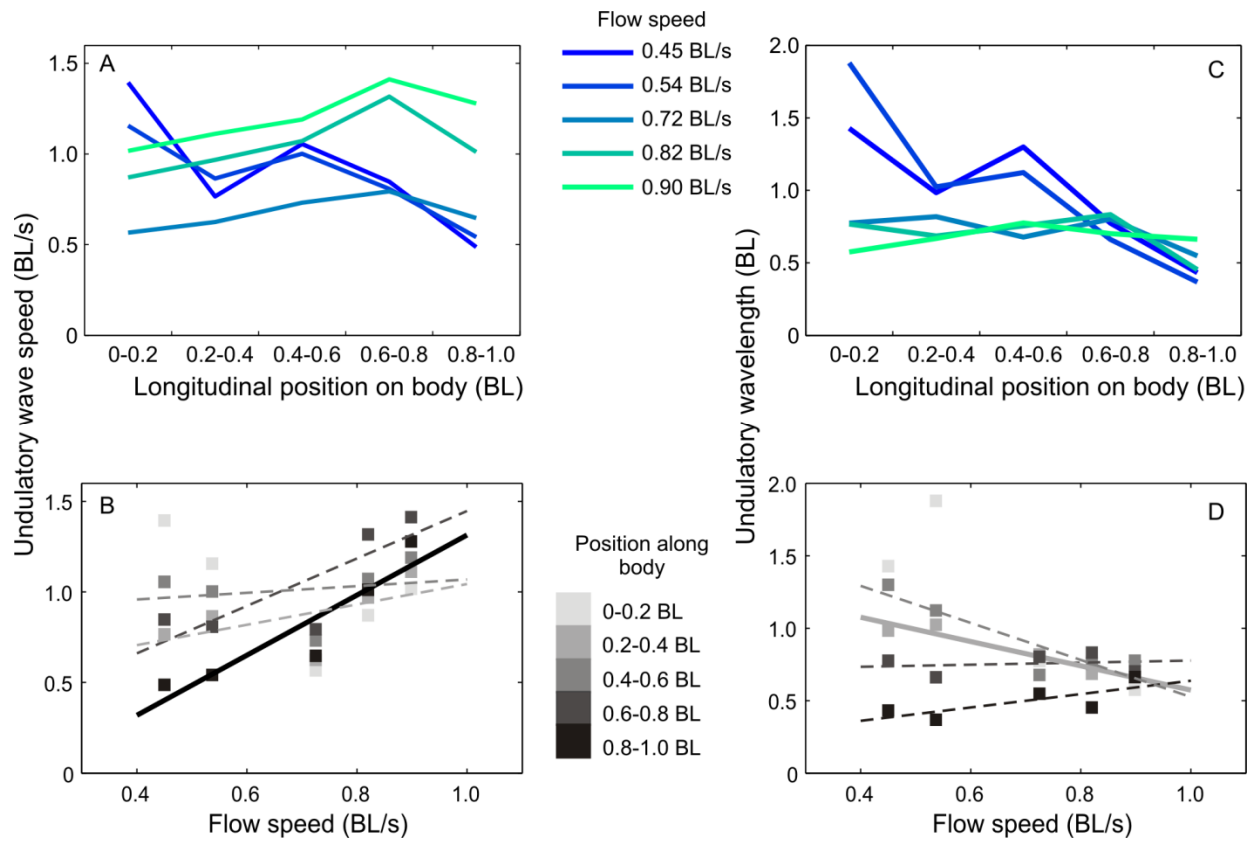 Flow speed
0.45 BL/s
0.54 BL/s
0.72 BL/s
0.82 BL/s
0.90 BL/s
Undulatory wave speed (BL/s)
A
1.5
1.0
0.5
0
0-0.2 0.2-0.4 0.4-0.6 0.6-0.8 0.8-1.0
Longitudinal position on body (BL)
B
1.5
1.0
0.5
0
0.4 0.6 0.8 1.0
Flow speed (BL/s)
Position along
body
0-0.2 BL
0.2-0.4 BL
0.4-0.6 BL
0.6-0.8 BL
0.8-1.0 BL
Undulatory wavelength (BL)
C
2.0
1.5
1.0
0.5
0
0-0.2 0.2-0.4 0.4-0.6 0.6-0.8 0.8-1.0
Longitudinal position on body (BL)
D
2.0
1.5
1.0
0.5
0
0.4 0.6 0.8 1.0
Flow speed (BL/s)